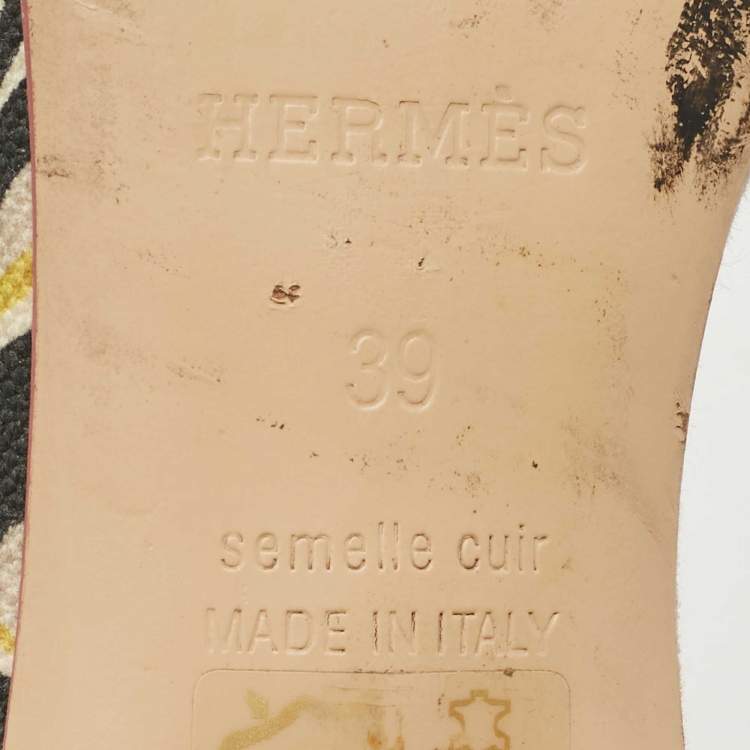 HERMÈS
39
semelle cuir
MADE IN ITALY